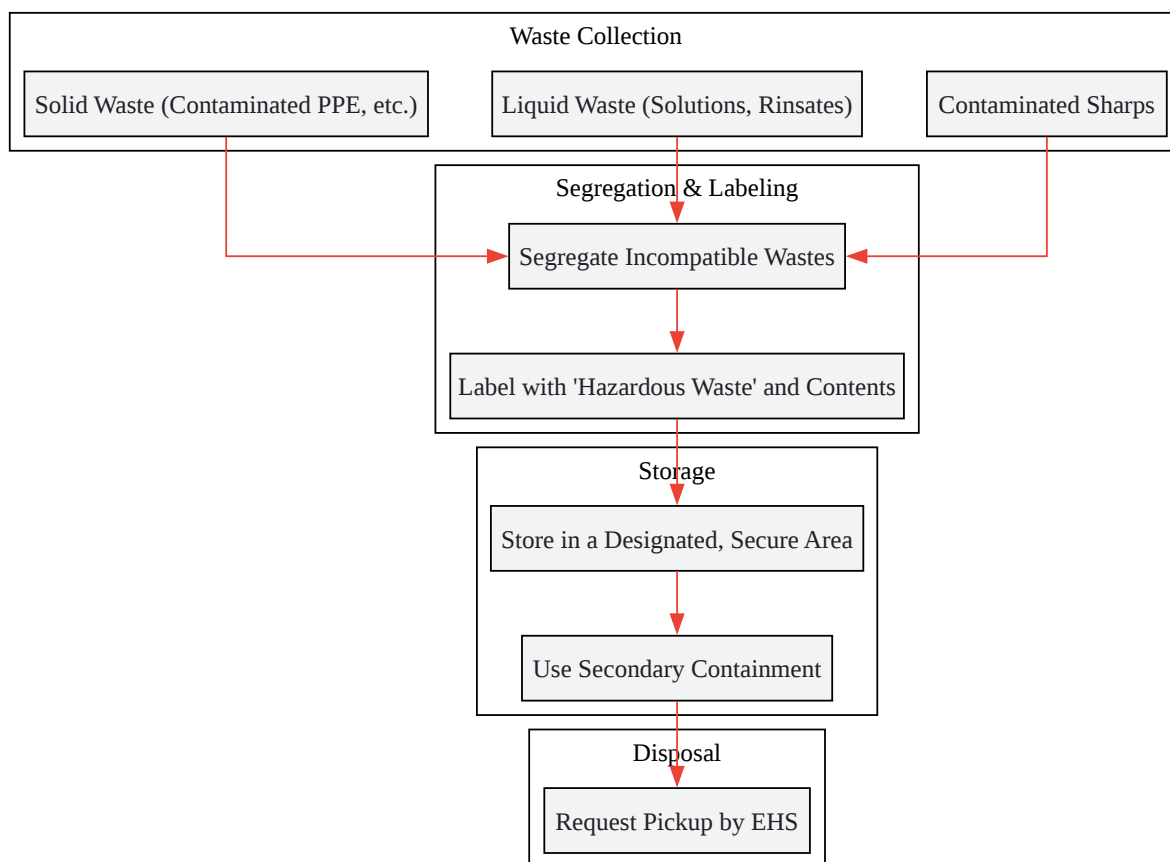 Waste Collection
Solid Waste (Contaminated PPE, etc.)
Liquid Waste (Solutions, Rinsates)
Contaminated Sharps
Segregation & Labeling
Segregate Incompatible Wastes
Label with 'Hazardous Waste' and Contents
Storage
Store in a Designated, Secure Area
Use Secondary Containment
Disposal
Request Pickup by EHS